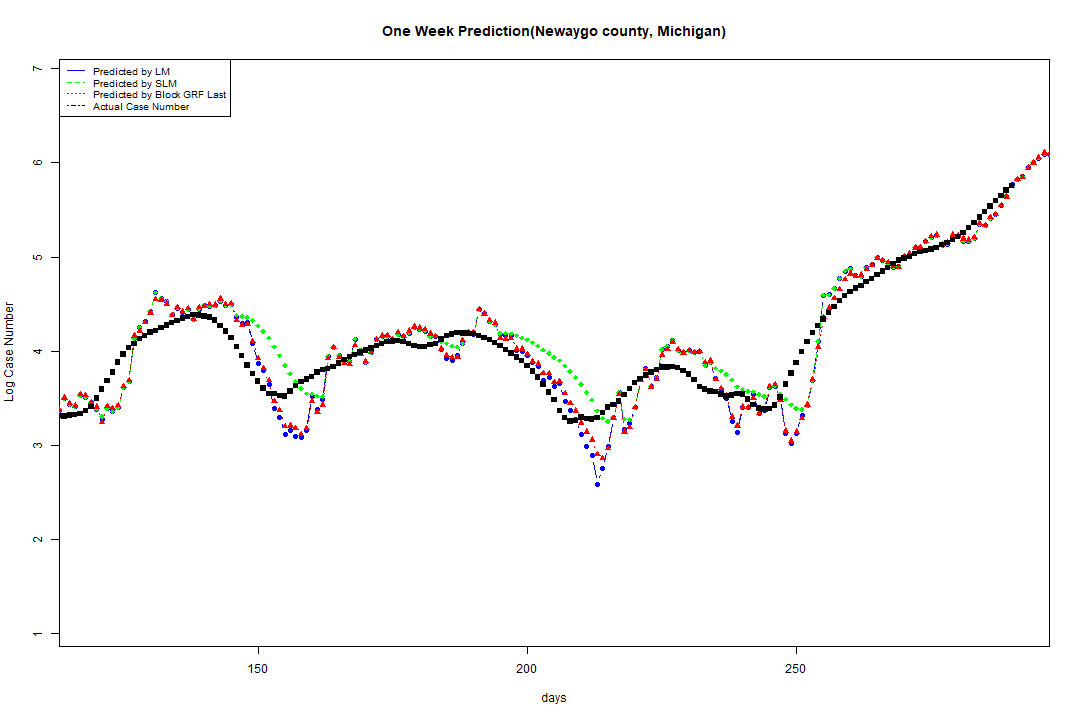 One Week Prediction(Newaygo county, Michigan)
Predicted by LM
Predicted by SLM
Predicted by Block GRF Last
Actual Case Number
7
6
5
4
3
2
1
Log Case Number
150
200
250
days